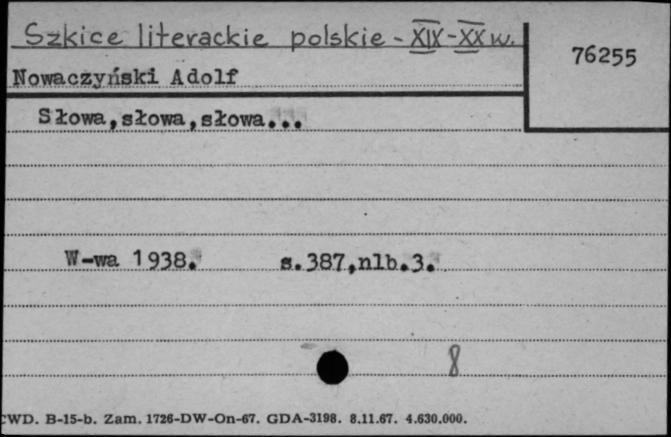 Szkice literackie polskie - XIX-XX w.
76255
Nowaczyński Adolf
Słowa,słowa,słowa...
W-wa 1938. s.387,nlb.3.
8
CWD. B-15-b. Zam. 1726-DW-On-67. GDA-3198. 8.11.67. 4.630.000.